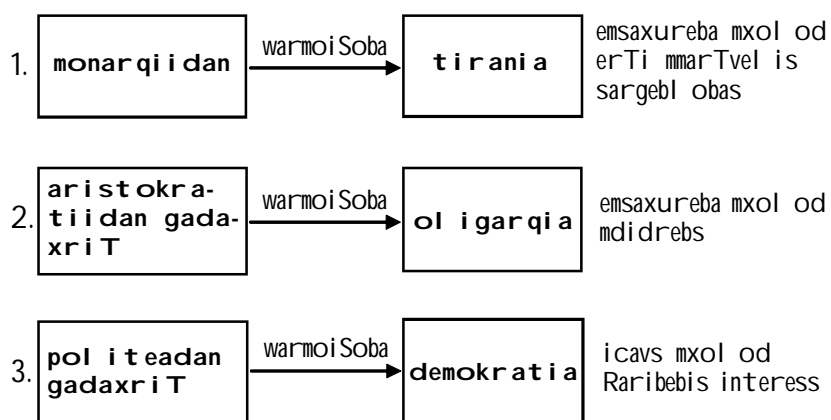 1. monarqiidan warmoiSoba tirania emsaxureba mxolod
erTi mmarTvelis
sargeblobas
2. aristokra-
tiidan gada-
xriT
warmoiSoba
oligarqia
emsaxureba mxolod
mdidrebs
3. politeadan
gadaxriT
warmoiSoba
demokratia
icavs mxolod
Raribebis interess